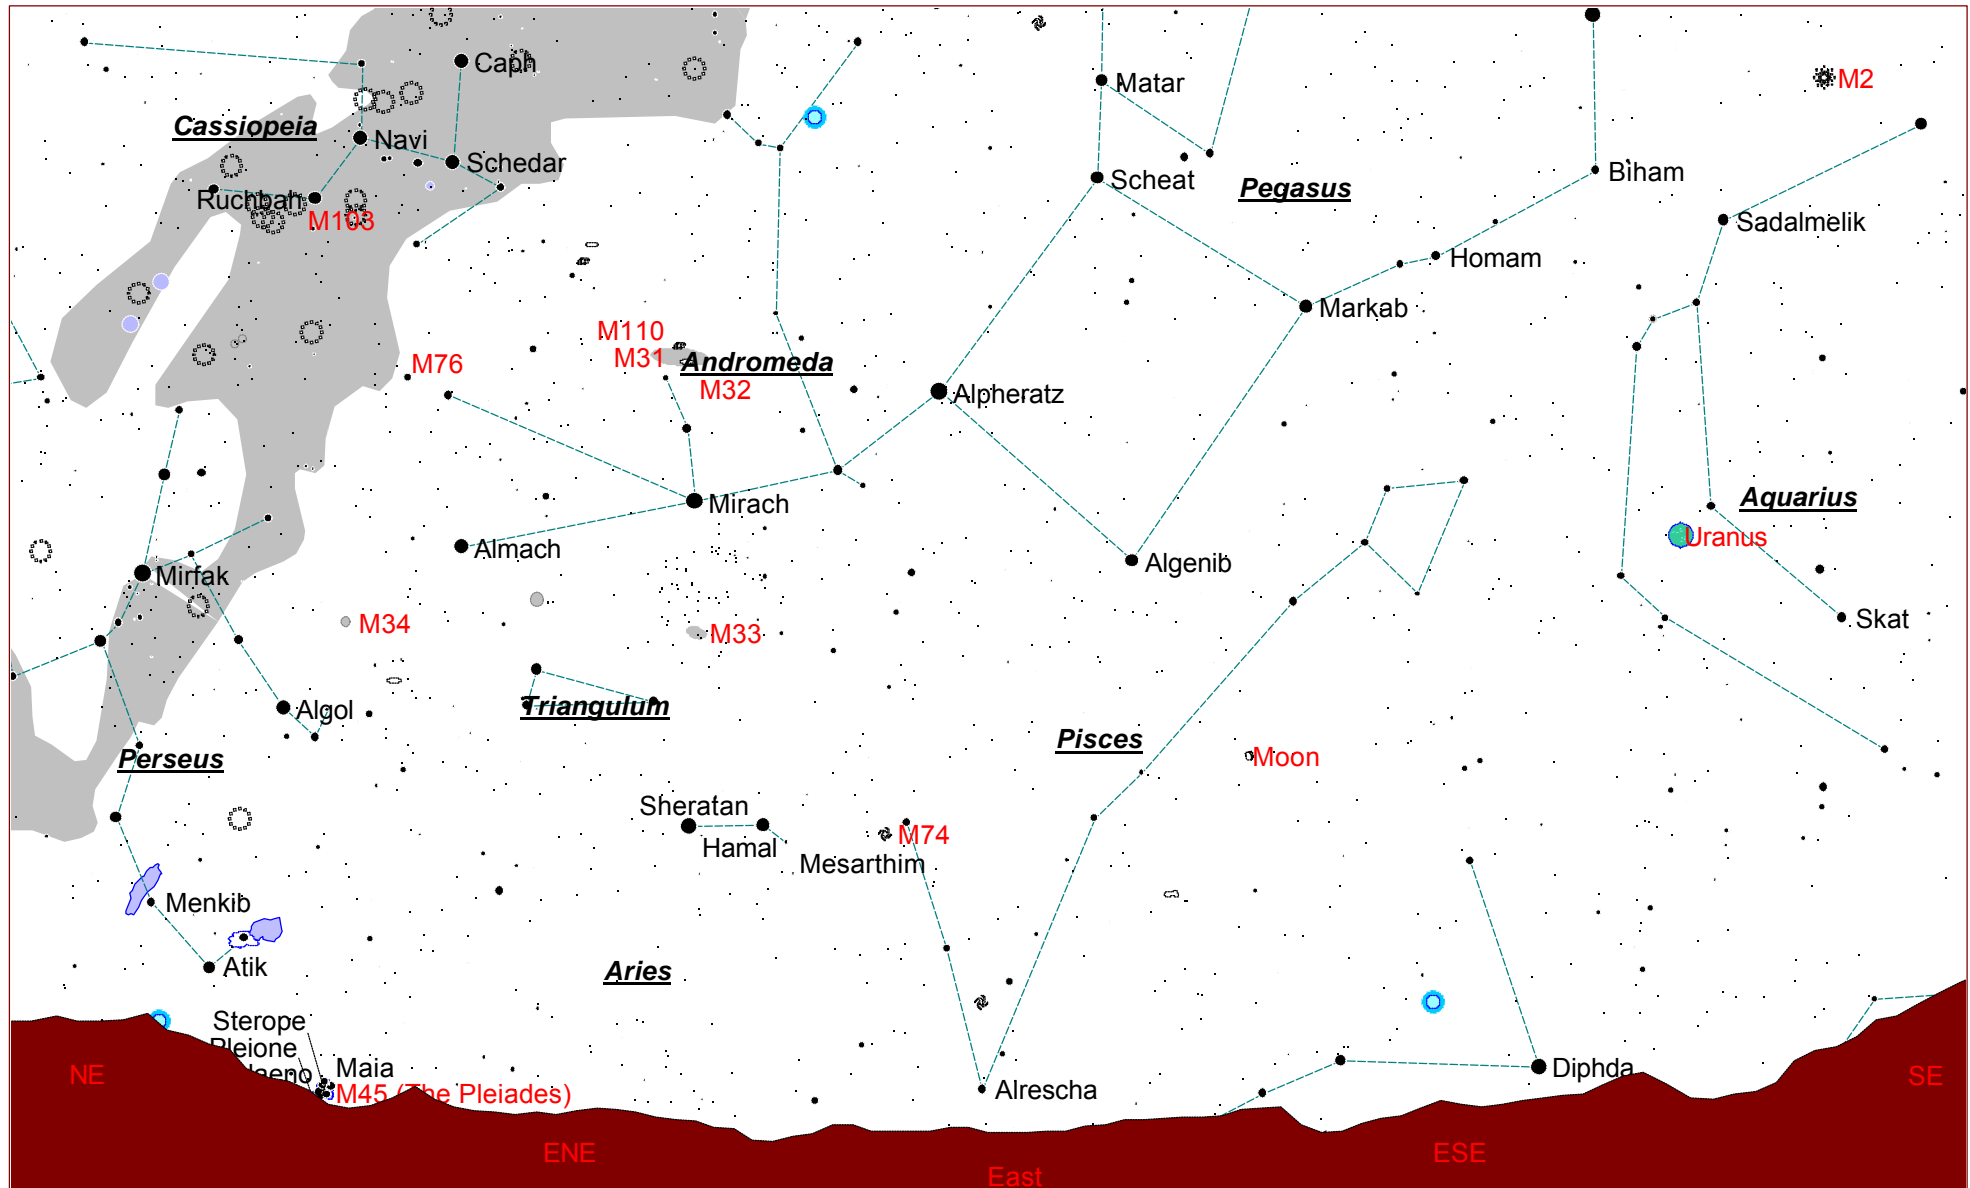 Caph
Matar
M2
Cassiopeia
Navi
Schedar
Scheat
Pegasus
Biham
Ruchbah
M103
Sadalmelik
Homam
Markab
M110
M31
Andromeda
M76
M32
Alpheratz
Mirach
Aquarius
Uranus
Almach
Algenib
Mirfak
M34
M33
Skat
Algol
Triangulum
Pisces
Perseus
Moon
Sheratan
Hamal
M74
Mesarthim
Menkib
Atik
Aries
Sterope
Pleione
Maia
M45 (The Pleiades)
Alrescha
Diphda
NE
SE
ENE
ESE
East